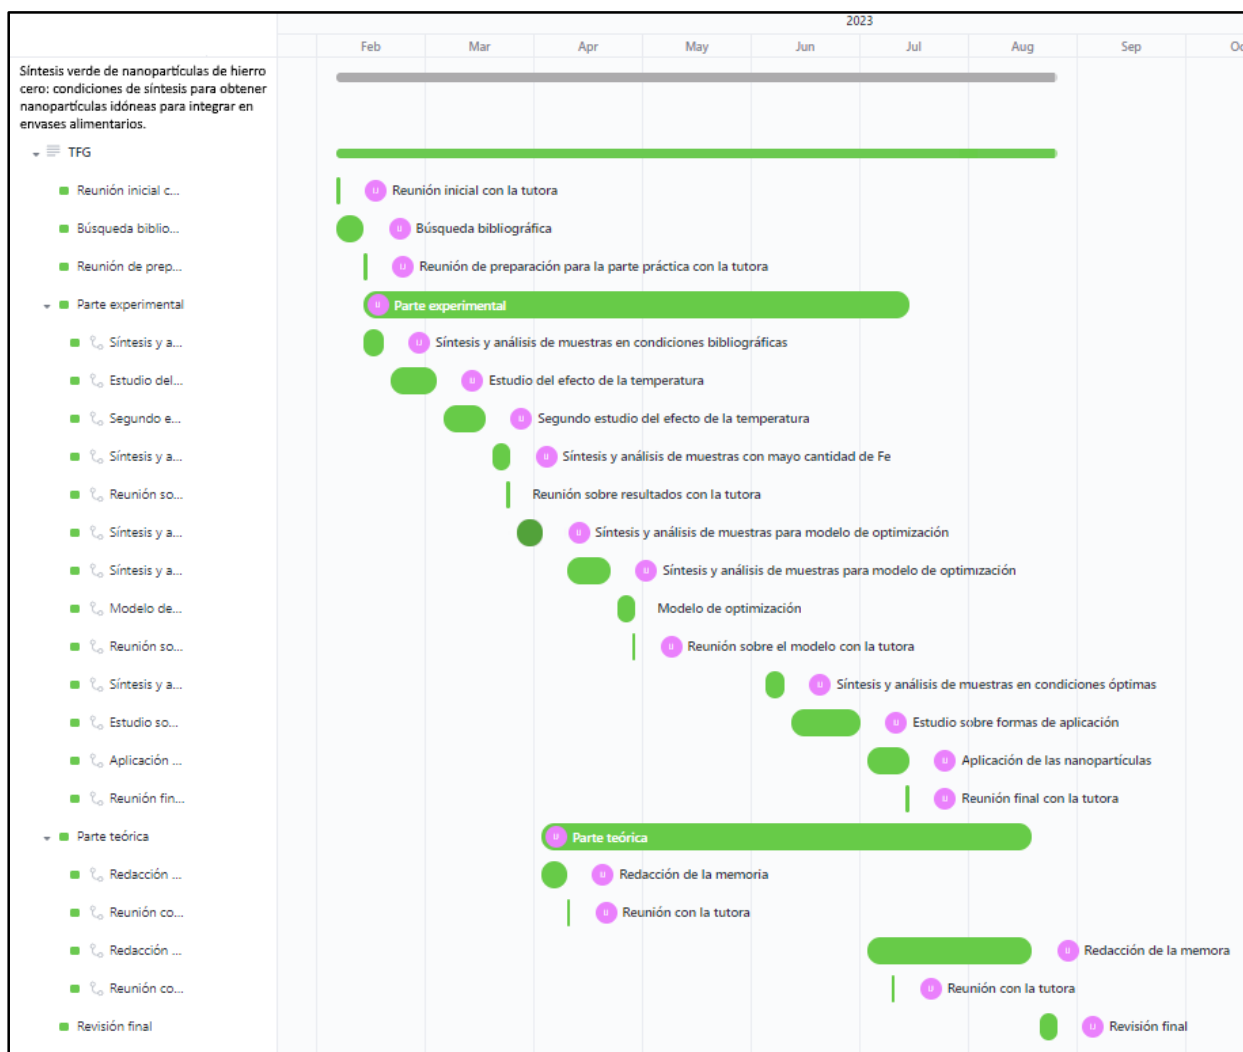 2023
Feb Mar Apr May Jun Jul Aug Sep Oc
Síntesis verde de nanopartículas de hierro
cero: condiciones de síntesis para obtener
nanopartículas idóneas para integrar en
envases alimentarios.
TFG
Reunión inicial c... Reunión inicial con la tutora
Búsqueda biblio... Búsqueda bibliográfica
Reunión de prep... Reunión de preparación para la parte práctica con la tutora
Parte experimental Parte experimental
Síntesis y a... Síntesis y análisis de muestras en condiciones bibliográficas
Estudio del... Estudio del efecto de la temperatura
Segundo e... Segundo estudio del efecto de la temperatura
Síntesis y a... Síntesis y análisis de muestras con mayo cantidad de Fe
Reunión so... Reunión sobre resultados con la tutora
Síntesis y a... Síntesis y análisis de muestras para modelo de optimización
Síntesis y a... Síntesis y análisis de muestras para modelo de optimización
Modelo de... Modelo de optimización
Reunión so... Reunión sobre el modelo con la tutora
Síntesis y a... Síntesis y análisis de muestras en condiciones óptimas
Estudio so... Estudio sobre formas de aplicación
Aplicación ... Aplicación de las nanopartículas
Reunión fin... Reunión final con la tutora
Parte teórica Parte teórica
Redacción ... Redacción de la memoria
Reunión co... Reunión con la tutora
Redacción ... Redacción de la memora
Reunión co... Reunión con la tutora
Revisión final Revisión final